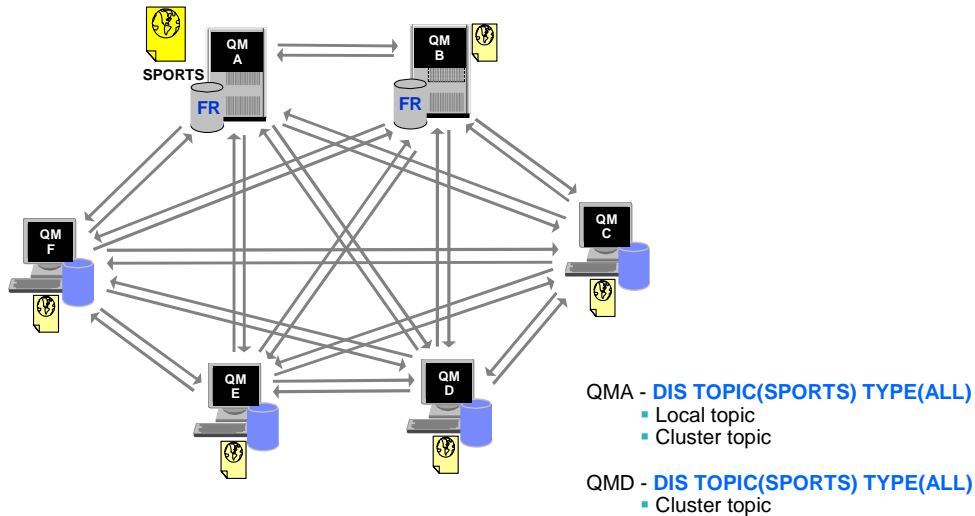 QM
A
QM
B
SPORTS
FR
FR
QM
F
QM
C
QM
E
QM
D
QMA - DIS TOPIC(SPORTS) TYPE(ALL)
▪ Local topic
▪ Cluster topic
QMD - DIS TOPIC(SPORTS) TYPE(ALL)
▪ Cluster topic